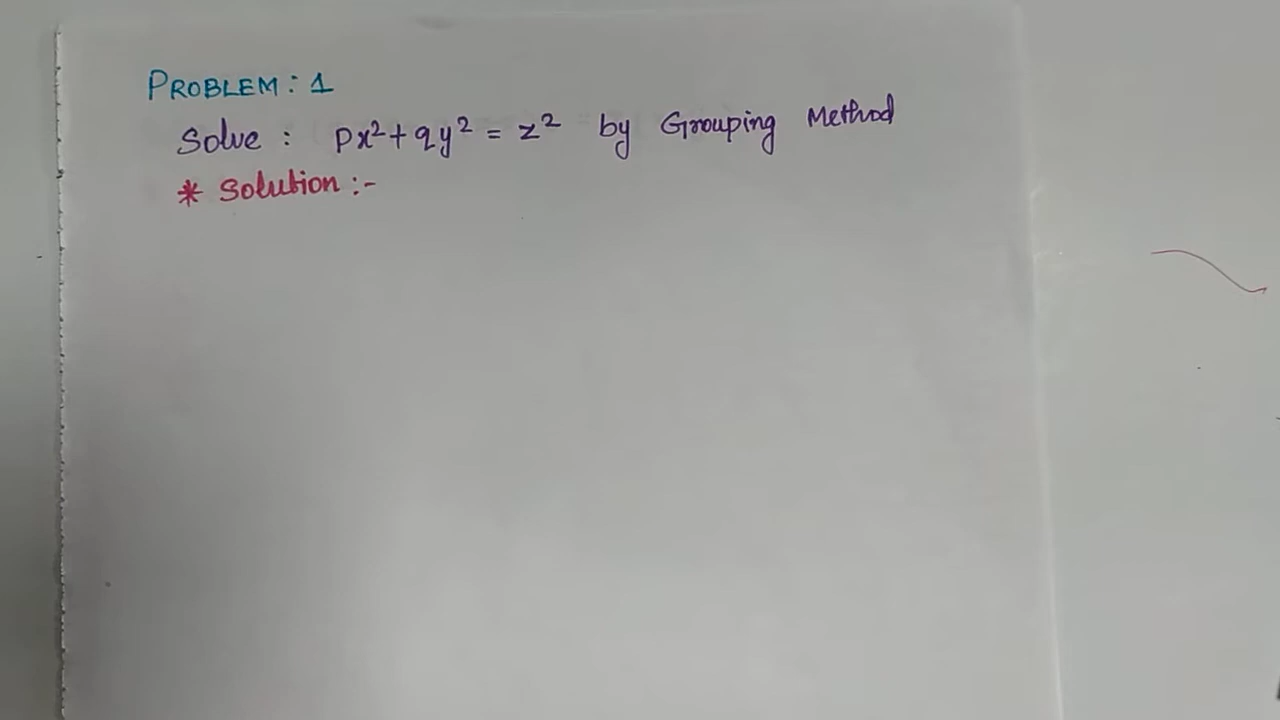 PROBLEM: 1
Solve : px²+qy² = z² by Grouping Method
* Solution :-